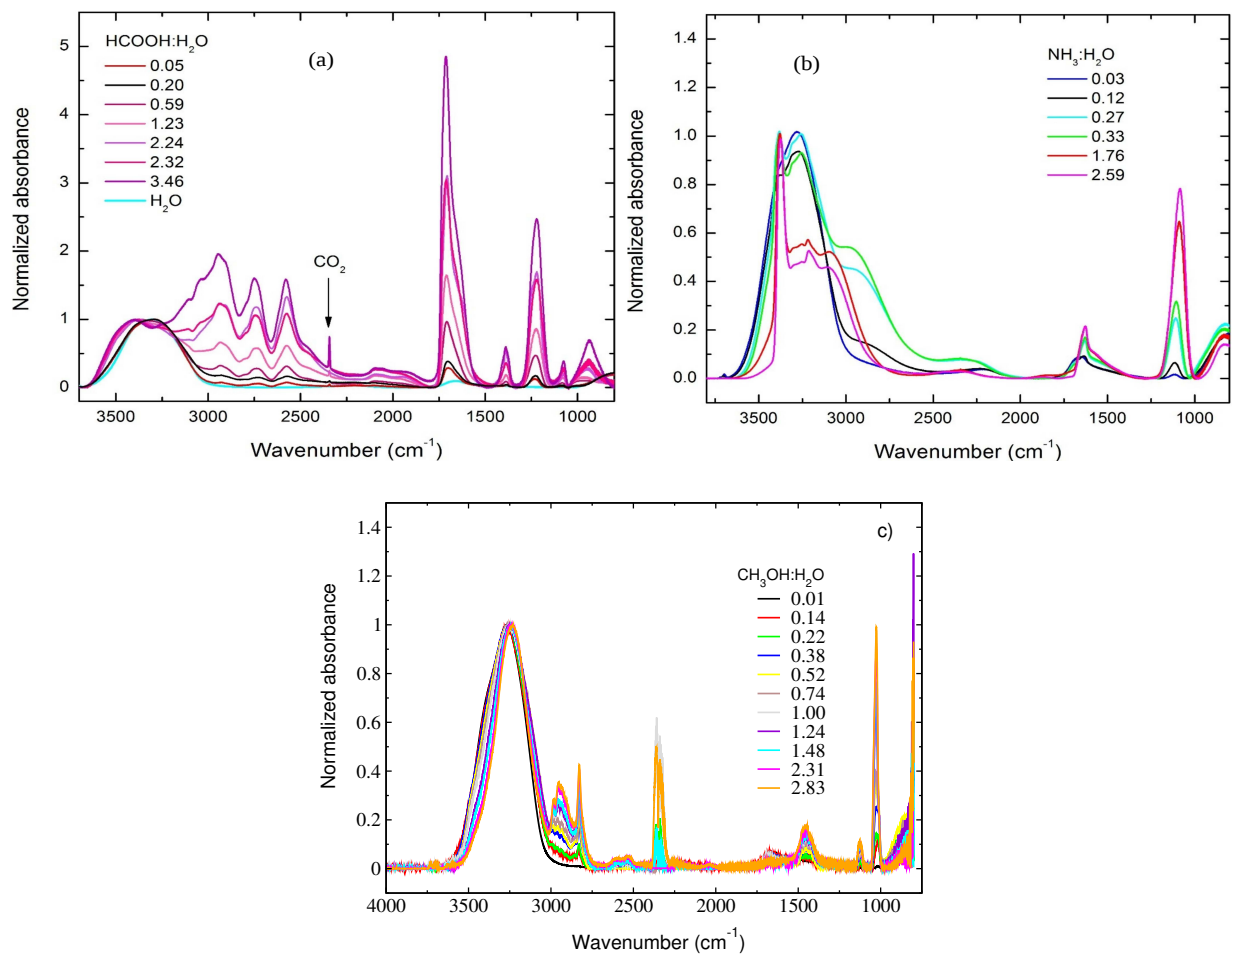 HCOOH:H2O
(a)
0.05
0.20
0.59
1.23
2.24
2.32
3.46
H2O
CO2
5
4
3
2
1
0
3500 3000 2500 2000 1500 1000
Wavenumber (cm-1)
Normalized absorbance
NH3:H2O
(b)
0.03
0.12
0.27
0.33
1.76
2.59
1.4
1.2
1.0
0.8
0.6
0.4
0.2
0.0
3500 3000 2500 2000 1500 1000
Wavenumber (cm-1)
Normalized absorbance
c)
CH3OH:H2O
0.01
0.14
0.22
0.38
0.52
0.74
1.00
1.24
1.48
2.31
2.83
1.4
1.2
1
0.8
0.6
0.4
0.2
0
4000 3500 3000 2500 2000 1500 1000
Wavenumber (cm-1)
Normalized absorbance